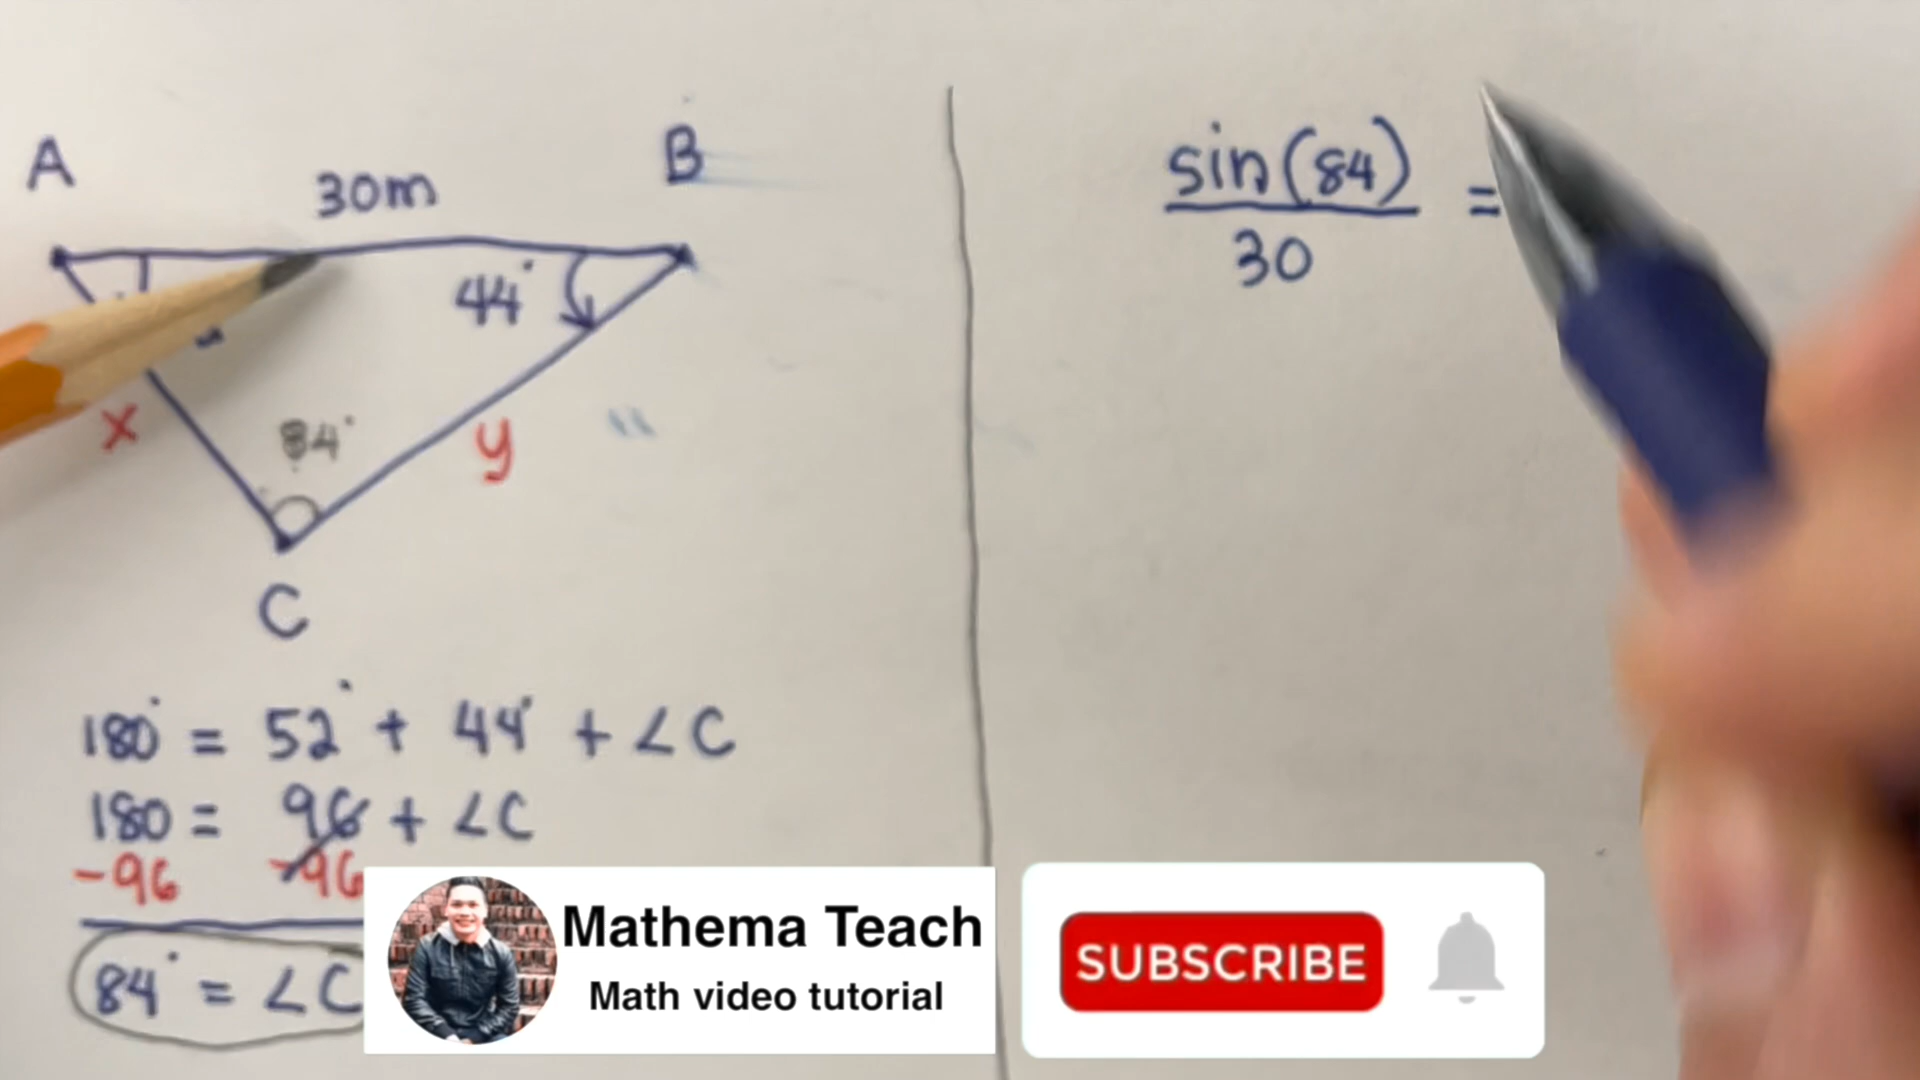 A
30m
B
44°
x
84°
y
C
180° = 52° + 44° + ∠C
180 = 96 + ∠C
-96 -96
84° = ∠C
sin(84)
30
=
Mathema Teach
Math video tutorial
SUBSCRIBE